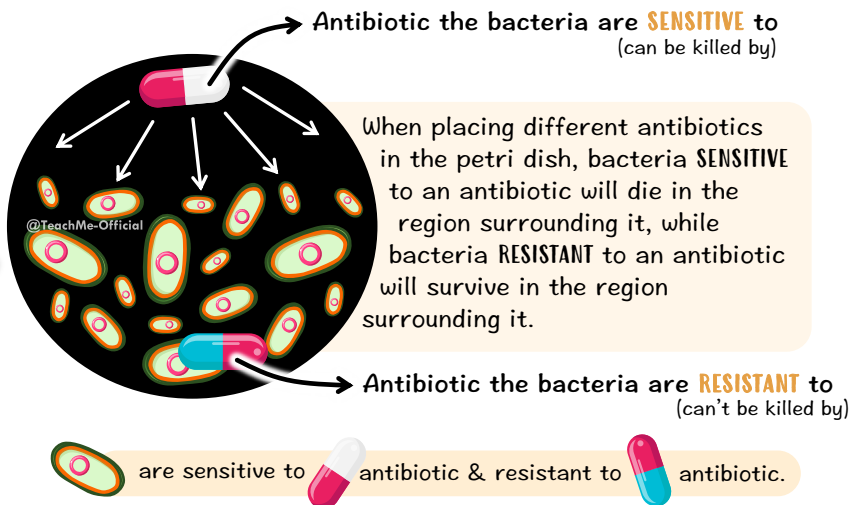 Antibiotic the bacteria are SENSITIVE to
(can be killed by)
When placing different antibiotics
in the petri dish, bacteria SENSITIVE
to an antibiotic will die in the
region surrounding it, while
bacteria RESISTANT to an antibiotic
will survive in the region
surrounding it.
@TeachMe-Official
Antibiotic the bacteria are RESISTANT to
(can't be killed by)
are sensitive to antibiotic & resistant to antibiotic.